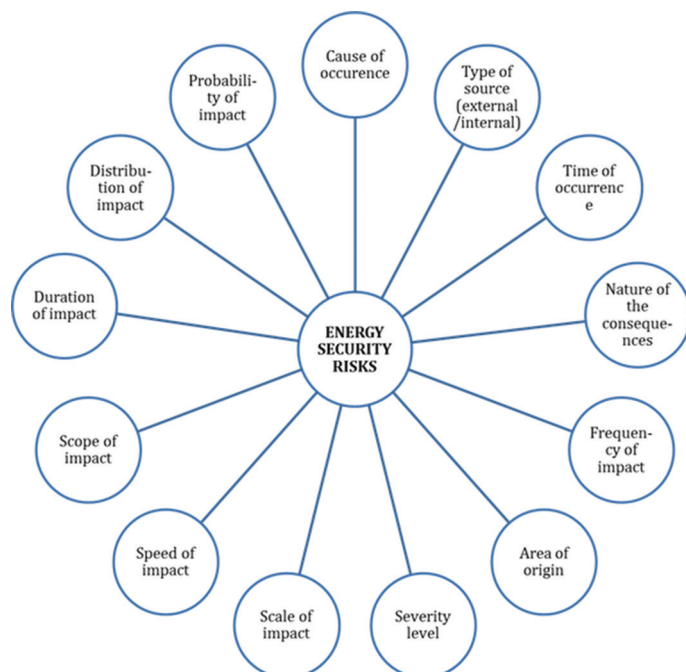 Cause of
occurence
Type of
source
(external
/internal)
Time of
occurrenc
e
Nature of
the
conseque-
nces
Frequen-
cy of
impact
Area of
origin
Severity
level
Scale of
impact
Speed of
impact
Scope of
impact
Duration
of impact
Distribu-
tion of
impact
Probabili-
ty of
impact
ENERGY
SECURITY
RISKS